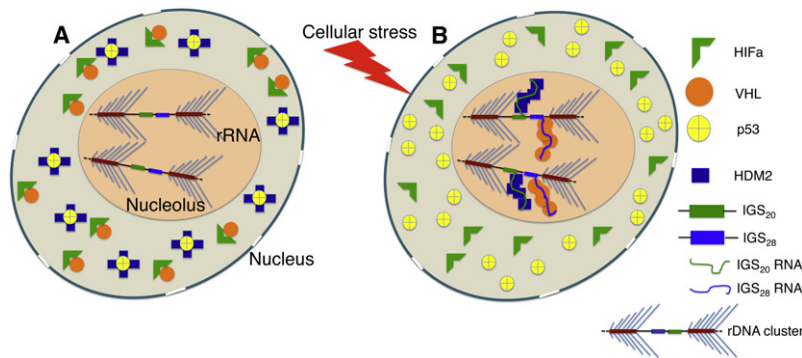 A
Cellular stress
B
rRNA
Nucleolus
Nucleus
HIFa
VHL
p53
HDM2
IGS20
IGS28
IGS20 RNA
IGS28 RNA
rDNA cluster